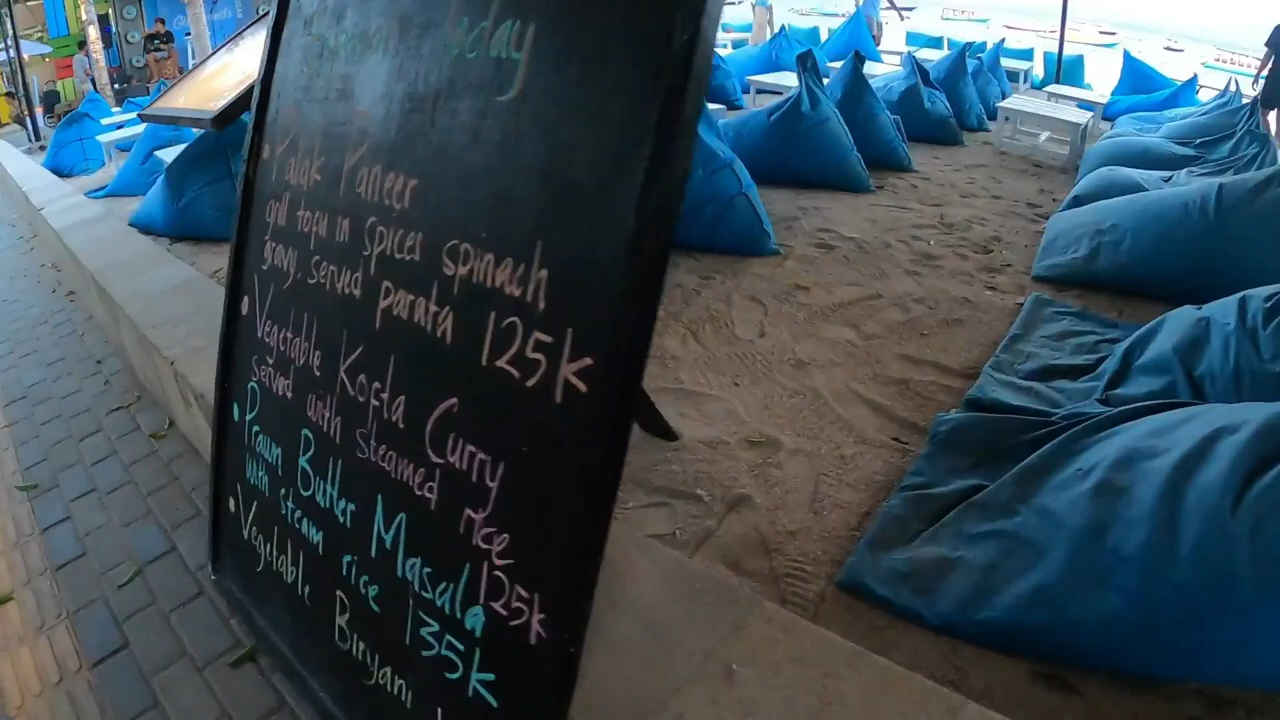 • Palak Paneer
grill tofu in spices spinach
gravy. served parata 125k
• Vegetable Kofta Curry
served with steamed rice
125k
• Prawn Butter Masala
with steam rice 135k
• Vegetable Biryani